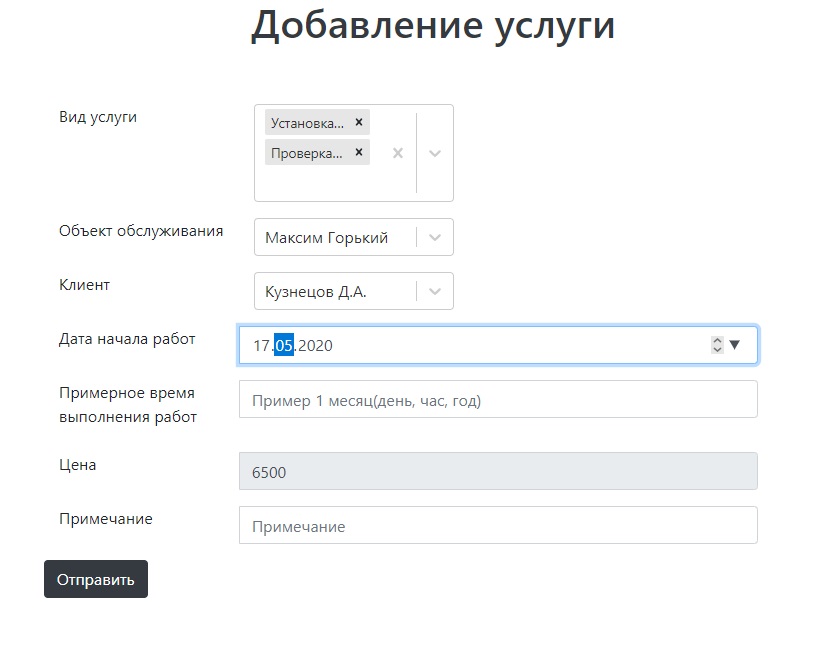 Добавление услуги
Вид услуги
Установка...
Проверка...
Объект обслуживания
Максим Горький
Клиент
Кузнецов Д.А.
Дата начала работ
17.05.2020
Примерное время
выполнения работ
Пример 1 месяц(день, час, год)
Цена
6500
Примечание
Примечание
Отправить